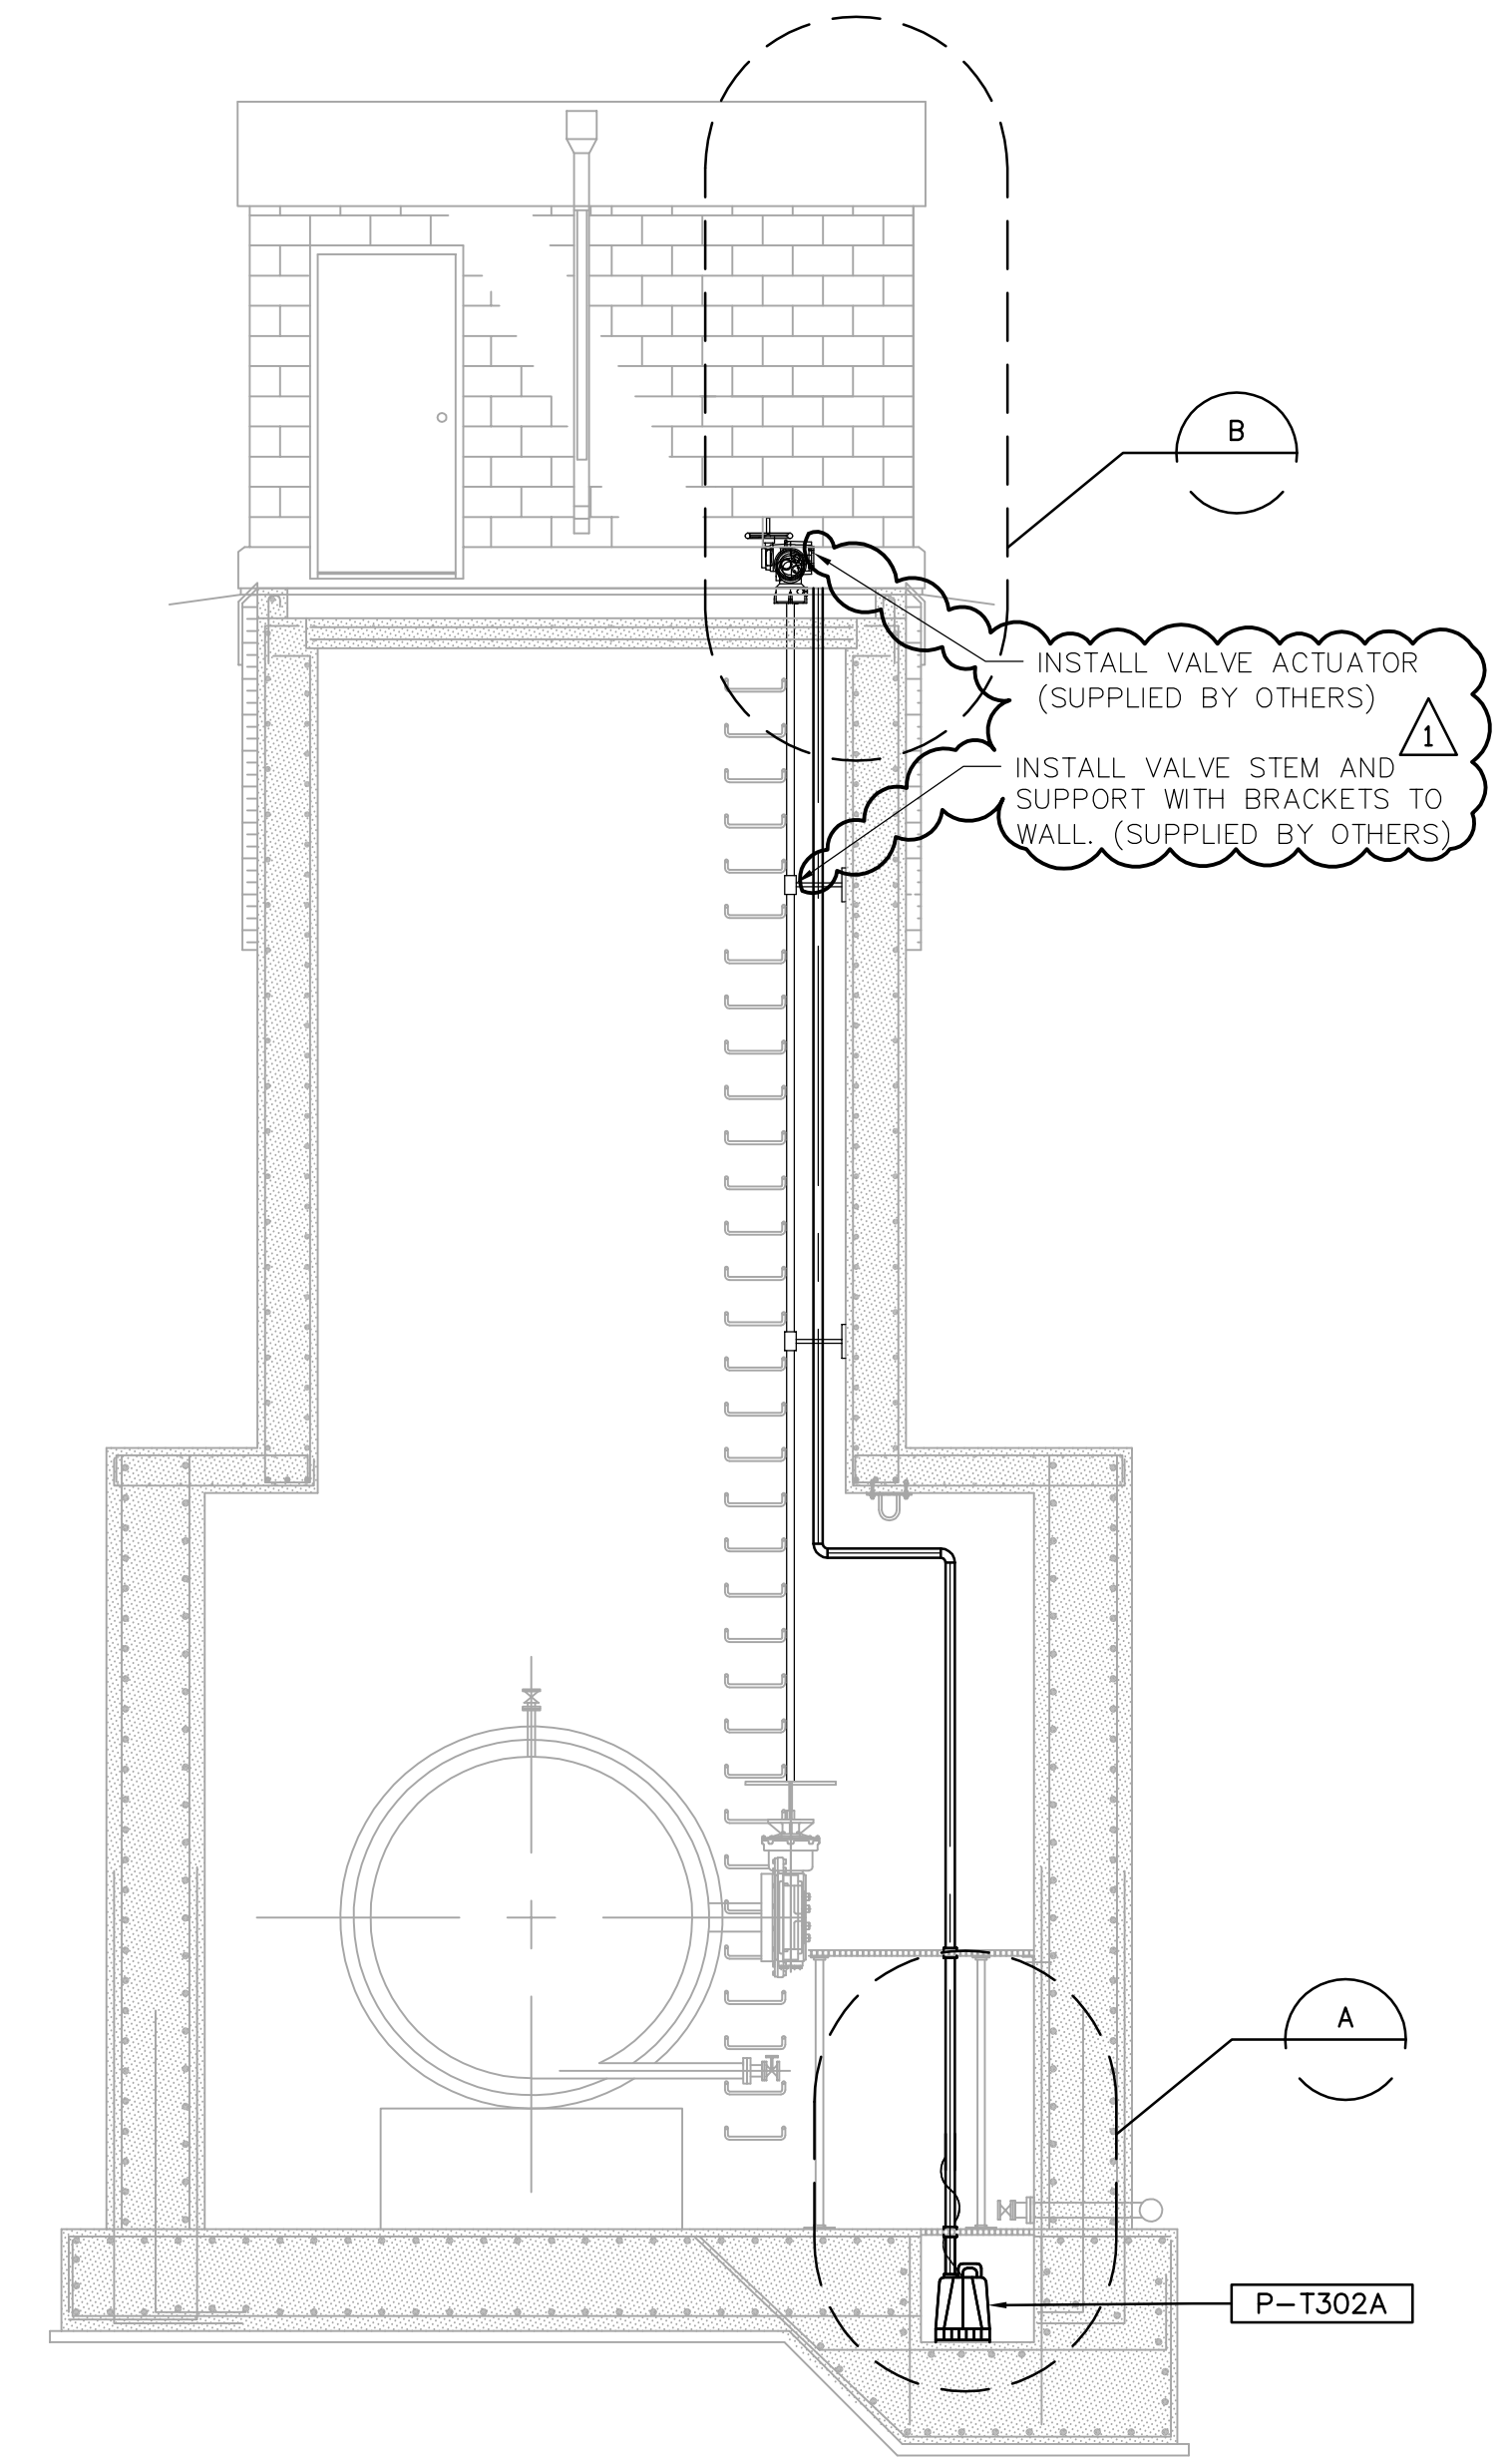 B
INSTALL VALVE ACTUATOR
(SUPPLIED BY OTHERS)
1
INSTALL VALVE STEM AND
SUPPORT WITH BRACKETS TO
WALL. (SUPPLIED BY OTHERS)
A
P-T302A